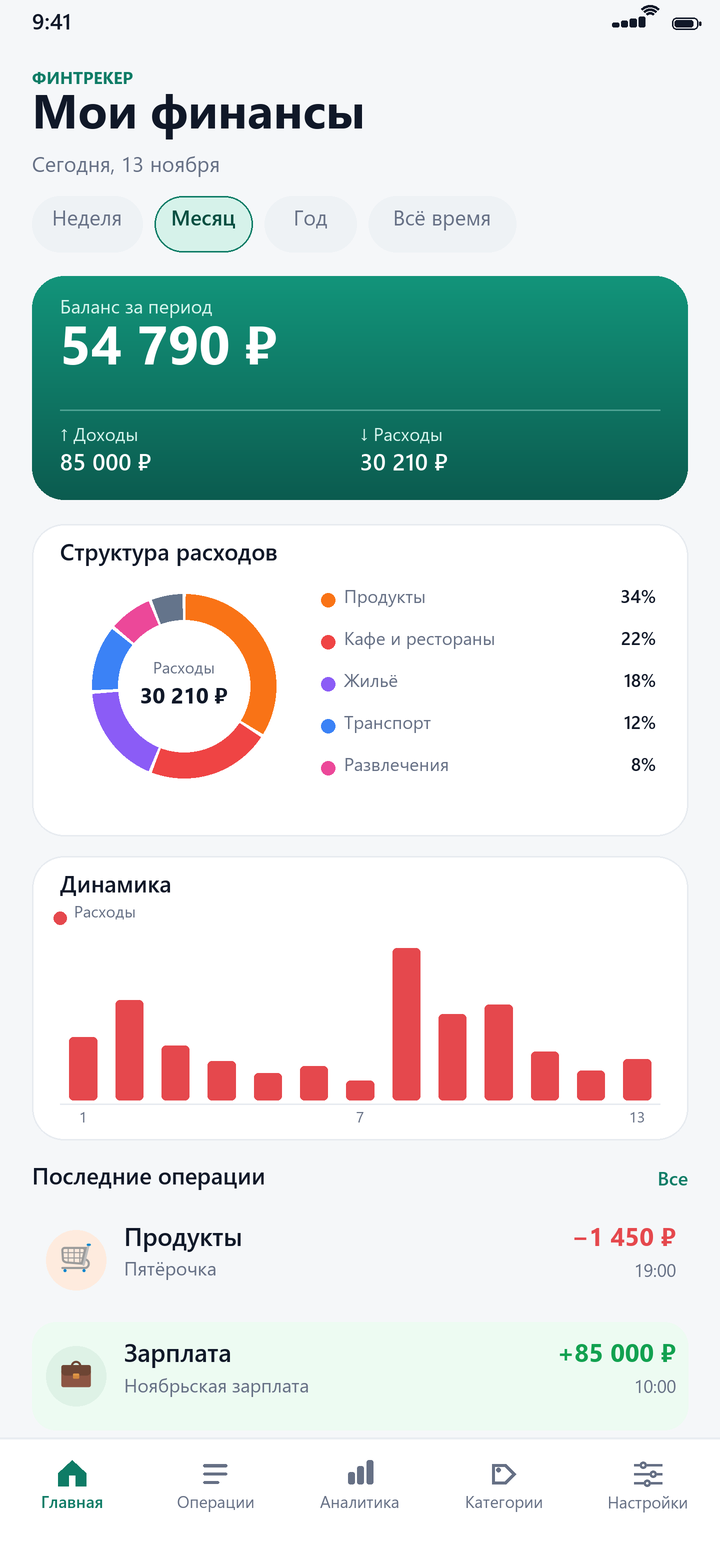 9:41
ФИНТРЕКЕР
Мои финансы
Сегодня, 13 ноября
Неделя Месяц Год Всё время
Баланс за период
54 790 ₽
↑ Доходы ↓ Расходы
85 000 ₽ 30 210 ₽
Структура расходов
Расходы
30 210 ₽
Продукты 34%
Кафе и рестораны 22%
Жильё 18%
Транспорт 12%
Развлечения 8%
Динамика
Расходы
1 7 13
Последние операции Все
Продукты −1 450 ₽
Пятёрочка 19:00
Зарплата +85 000 ₽
Ноябрьская зарплата 10:00
Главная Операции Аналитика Категории Настройки